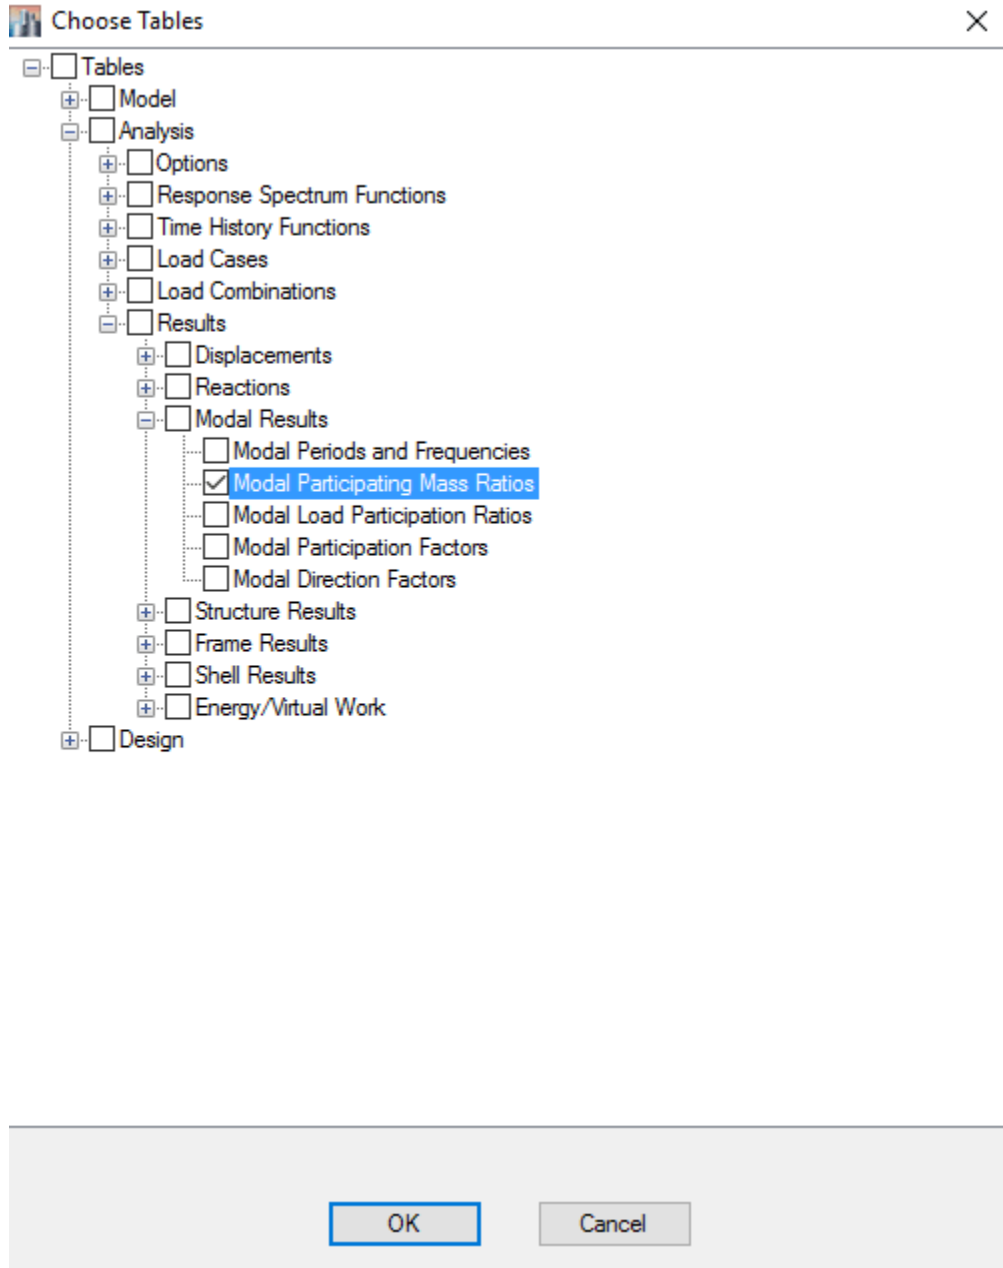 Choose Tables
Tables
Model
Analysis
Options
Response Spectrum Functions
Time History Functions
Load Cases
Load Combinations
Results
Displacements
Reactions
Modal Results
Modal Periods and Frequencies
Modal Participating Mass Ratios
Modal Load Participation Ratios
Modal Participation Factors
Modal Direction Factors
Structure Results
Frame Results
Shell Results
Energy/Virtual Work
Design
OK Cancel